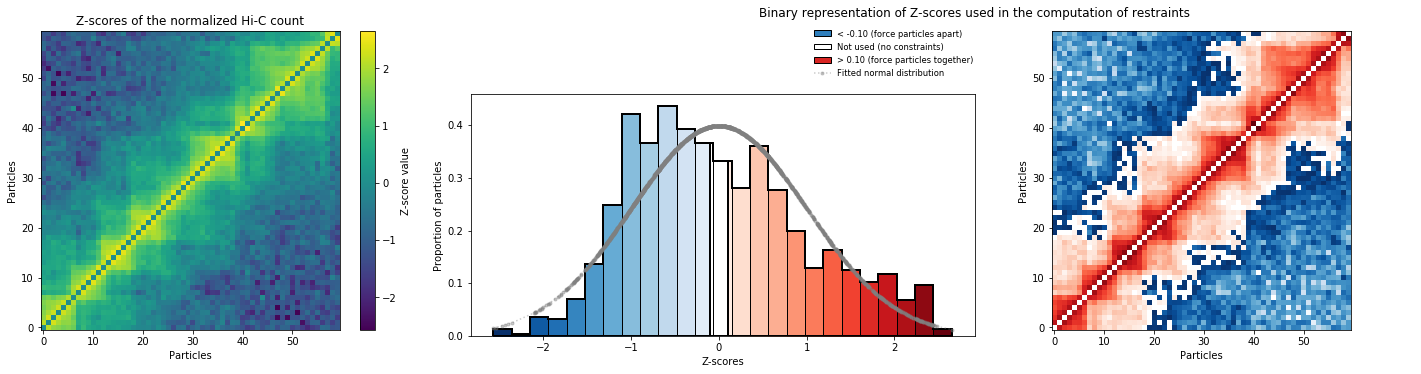 Z-scores of the normalized Hi-C count
Particles
50
40
30
20
10
0
0 10 20 30 40 50
Particles
2
1
0
−1
−2
Z-score value
Binary representation of Z-scores used in the computation of restraints
< -0.10 (force particles apart)
Not used (no constraints)
> 0.10 (force particles together)
Fitted normal distribution
Proportion of particles
0.4
0.3
0.2
0.1
0.0
−2 −1 0 1 2
Z-scores
Particles
50
40
30
20
10
0
0 10 20 30 40 50
Particles